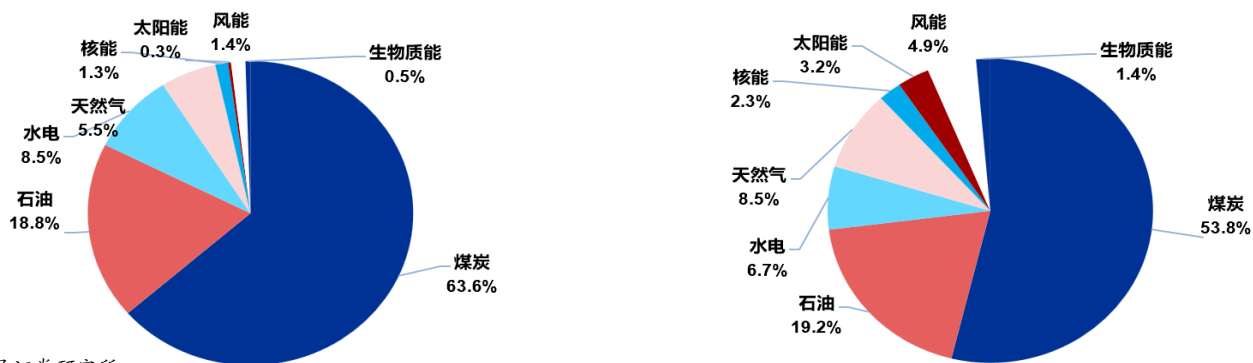 太阳能
0.3%
风能
1.4%
核能
1.3%
生物质能
0.5%
天然气
5.5%
水电
8.5%
石油
18.8%
煤炭
63.6%
风能
4.9%
太阳能
3.2%
生物质能
1.4%
核能
2.3%
天然气
8.5%
煤炭
53.8%
水电
6.7%
石油
19.2%